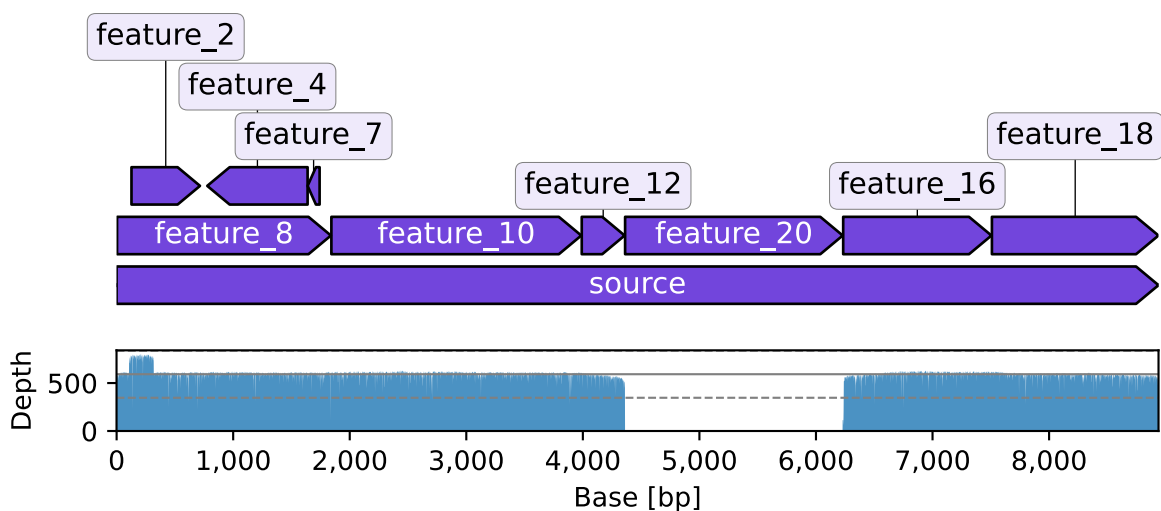 feature_2
feature_4
feature_7
feature_18
feature_12
feature_16
feature_8
feature_10
feature_20
source
Depth
500
0
0
1,000
2,000
3,000
4,000
5,000
6,000
7,000
8,000
Base [bp]